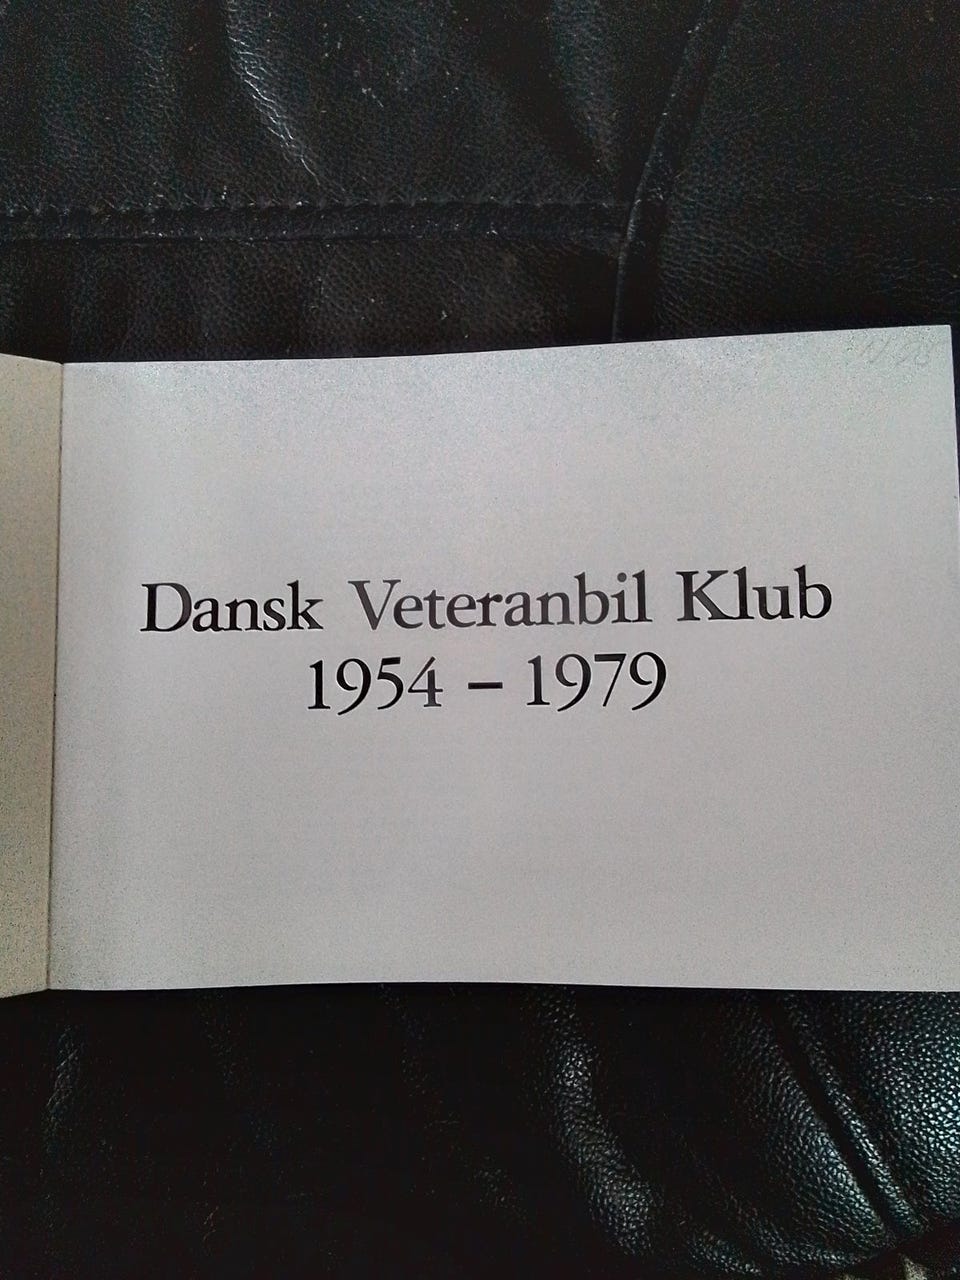 Dansk Veteranbil Klub
1954 – 1979